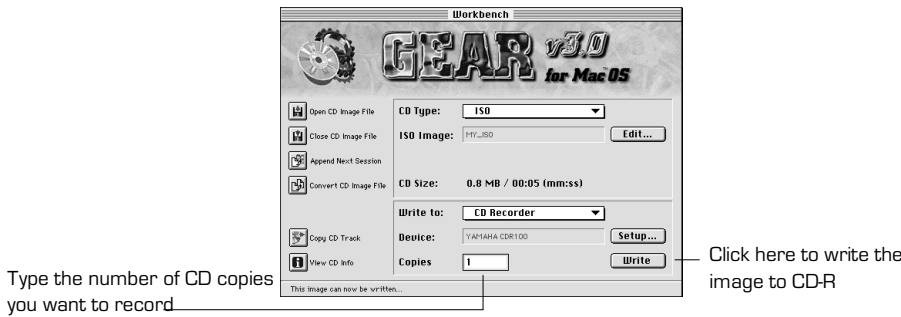 Workbench
GEAR v3.0
for Mac OS
Open CD Image File
Close CD Image File
Append Next Session
Convert CD Image File
Copy CD Track
View CD Info
CD Type: ISO
ISO Image: MY_ISO Edit...
CD Size: 0.8 MB / 00:05 (mm:ss)
Write to: CD Recorder
Device: YAMAHA CDR100 Setup...
Copies 1 Write
This image can now be written...
Type the number of CD copies
you want to record
Click here to write the
image to CD-R